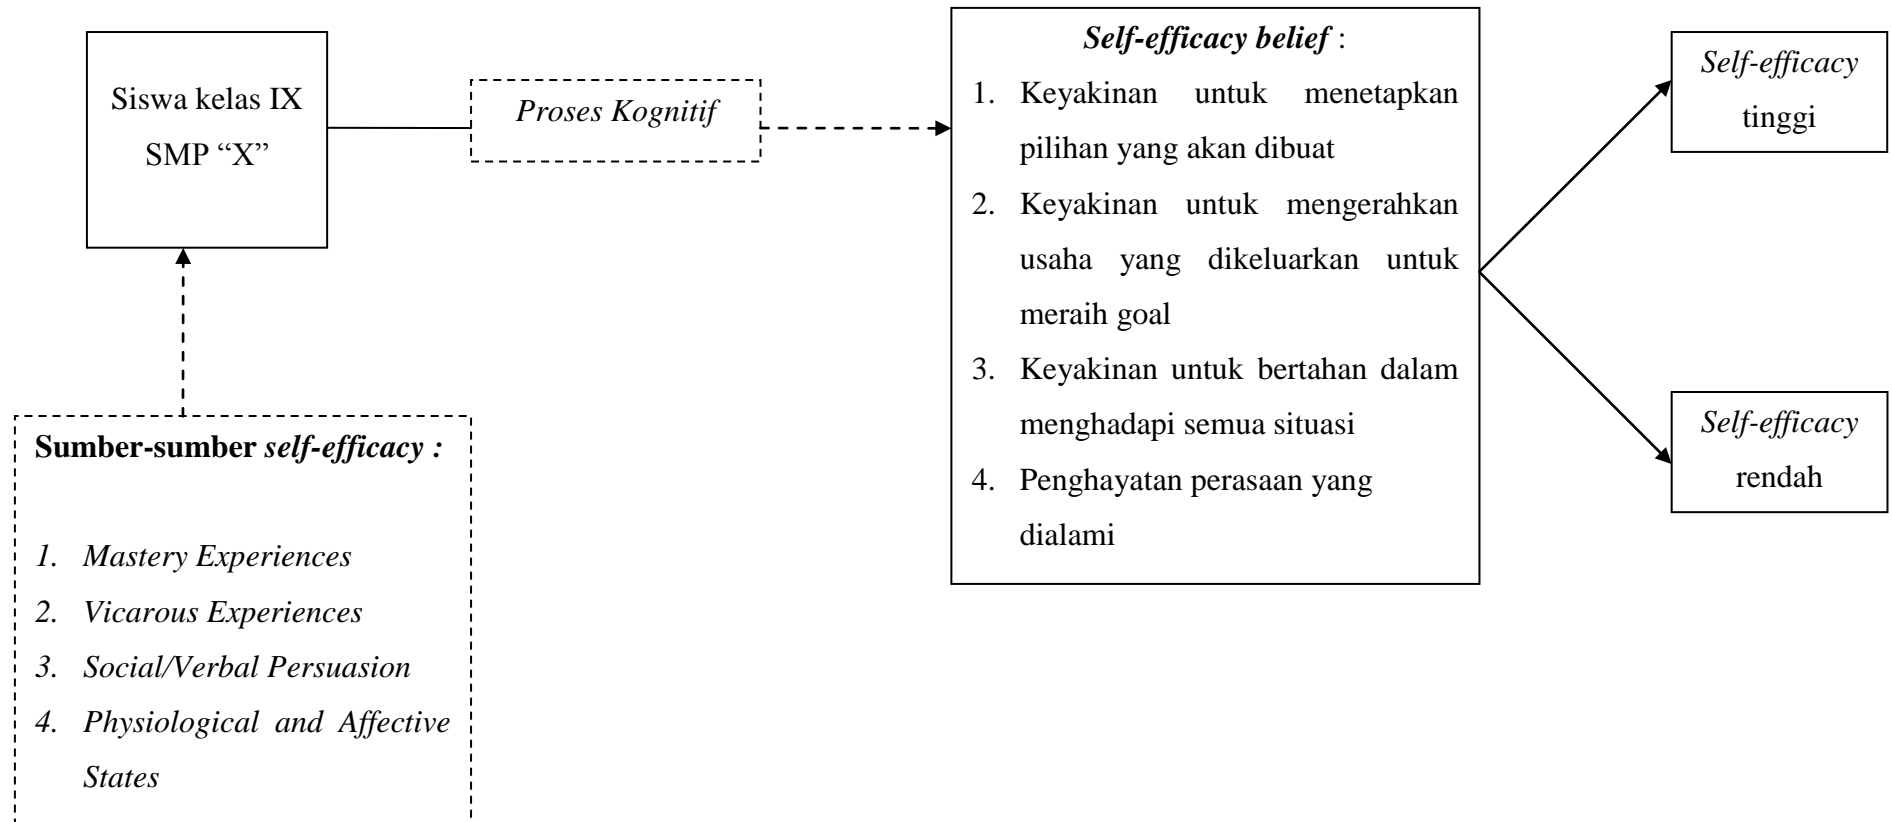 Siswa kelas IX
SMP “X”
Proses Kognitif
Self-efficacy belief :
1. Keyakinan untuk menetapkan
pilihan yang akan dibuat
2. Keyakinan untuk mengerahkan
usaha yang dikeluarkan untuk
meraih goal
3. Keyakinan untuk bertahan dalam
menghadapi semua situasi
4. Penghayatan perasaan yang
dialami
Self-efficacy
tinggi
Self-efficacy
rendah
Sumber-sumber self-efficacy :
1. Mastery Experiences
2. Vicarous Experiences
3. Social/Verbal Persuasion
4. Physiological and Affective
States